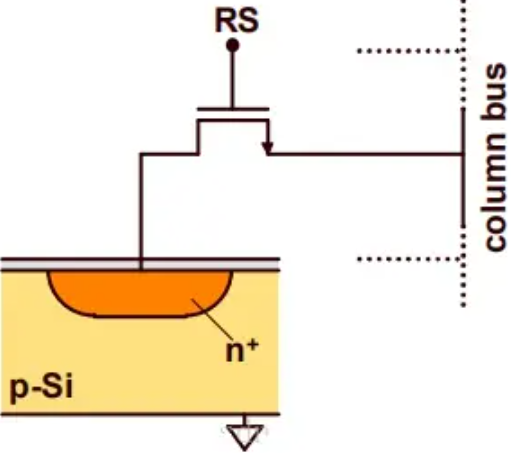 RS
column bus
n⁺
p-Si